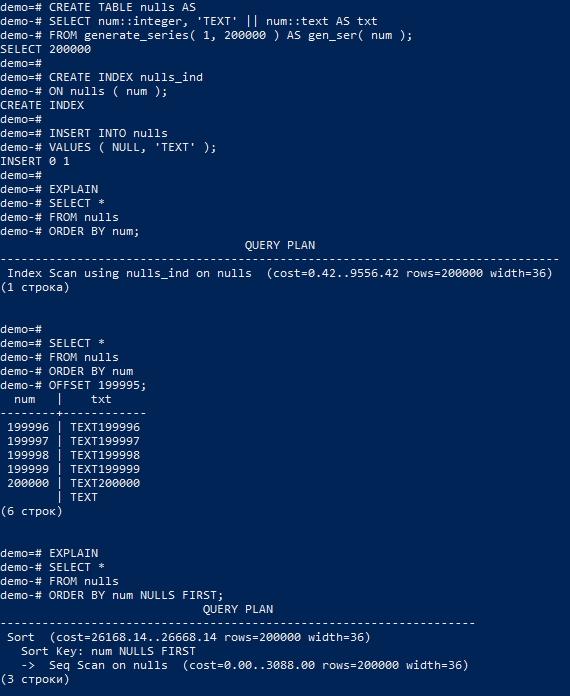 demo=# CREATE TABLE nulls AS
demo-# SELECT num::integer, 'TEXT' || num::text AS txt
demo-# FROM generate_series( 1, 200000 ) AS gen_ser( num );
SELECT 200000
demo=#
demo=# CREATE INDEX nulls_ind
demo-# ON nulls ( num );
CREATE INDEX
demo=#
demo=# INSERT INTO nulls
demo-# VALUES ( NULL, 'TEXT' );
INSERT 0 1
demo=#
demo=# EXPLAIN
demo-# SELECT *
demo-# FROM nulls
demo-# ORDER BY num;
                                   QUERY PLAN
--------------------------------------------------------------------------------
 Index Scan using nulls_ind on nulls  (cost=0.42..9556.42 rows=200000 width=36)
(1 строка)


demo=#
demo=# SELECT *
demo-# FROM nulls
demo-# ORDER BY num
demo-# OFFSET 199995;
  num   |    txt
--------+------------
 199996 | TEXT199996
 199997 | TEXT199997
 199998 | TEXT199998
 199999 | TEXT199999
 200000 | TEXT200000
        | TEXT
(6 строк)


demo=# EXPLAIN
demo-# SELECT *
demo-# FROM nulls
demo-# ORDER BY num NULLS FIRST;
                             QUERY PLAN
--------------------------------------------------------------------
 Sort  (cost=26168.14..26668.14 rows=200000 width=36)
   Sort Key: num NULLS FIRST
   ->  Seq Scan on nulls  (cost=0.00..3088.00 rows=200000 width=36)
(3 строки)